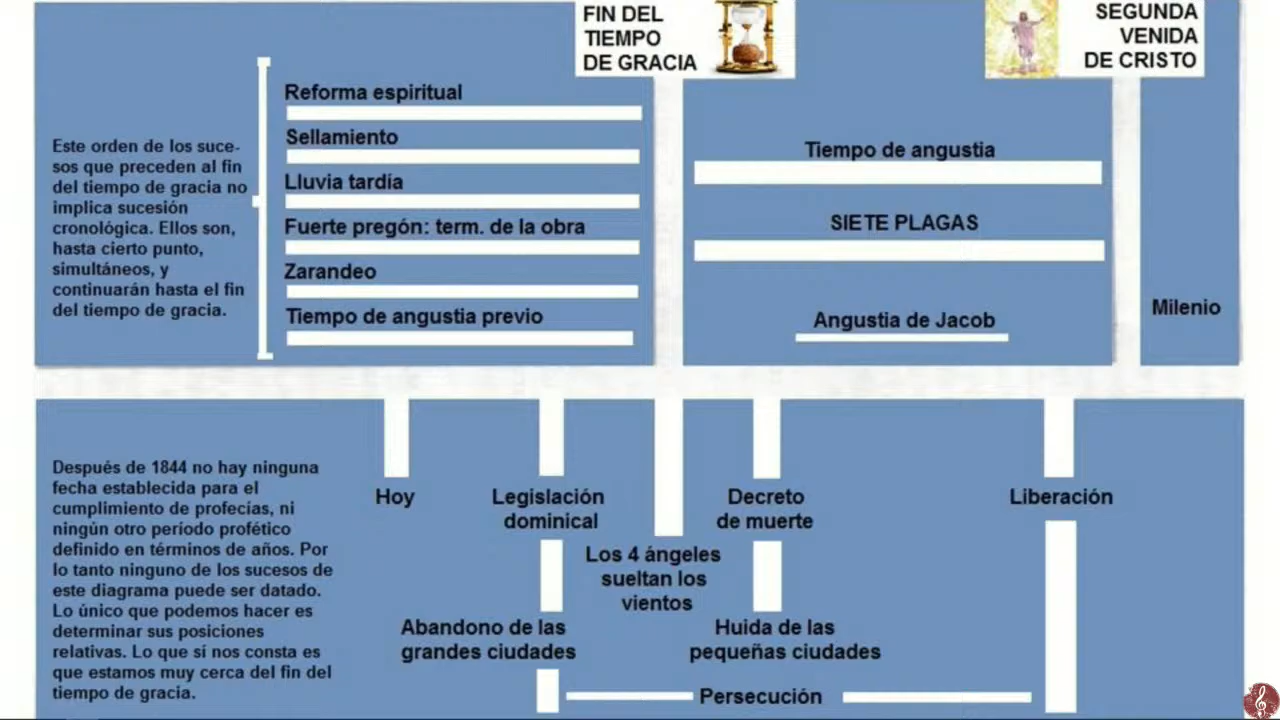 FIN DEL
TIEMPO
DE GRACIA
SEGUNDA
VENIDA
DE CRISTO
Este orden de los suce-
sos que preceden al fin
del tiempo de gracia no
implica sucesión
cronológica. Ellos son,
hasta cierto punto,
simultáneos, y
continuarán hasta el fin
del tiempo de gracia.
Reforma espiritual
Sellamiento
Lluvia tardía
Fuerte pregón: term. de la obra
Zarandeo
Tiempo de angustia previo
Tiempo de angustia
SIETE PLAGAS
Angustia de Jacob
Milenio
Después de 1844 no hay ninguna
fecha establecida para el
cumplimiento de profecías, ni
ningún otro período profético
definido en términos de años. Por
lo tanto ninguno de los sucesos de
este diagrama puede ser datado.
Lo único que podemos hacer es
determinar sus posiciones
relativas. Lo que sí nos consta es
que estamos muy cerca del fin del
tiempo de gracia.
Hoy
Legislación
dominical
Decreto
de muerte
Liberación
Los 4 ángeles
sueltan los
vientos
Abandono de las
grandes ciudades
Huida de las
pequeñas ciudades
Persecución